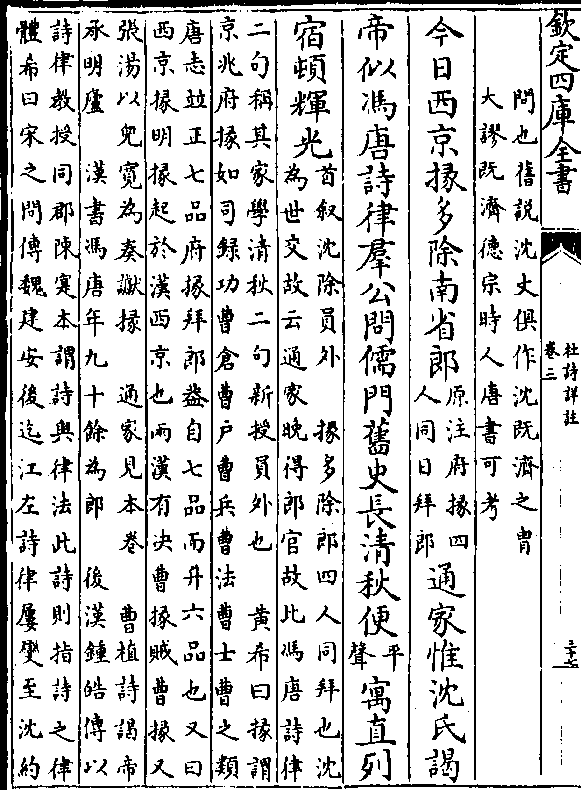 欽定四庫全書
杜詩詳註
卷三
三十七
問也舊說沈丈俱作沈既濟之胄
大謬既濟德宗時人唐書可考
今日西京掾多除南省郎原注府掾四
人同日拜郎通家惟沈氏謁
帝似馮唐詩律羣公問儒門舊史長清秋便平
聲寓直列
宿頓輝光首叙沈除員外 掾多除郎四人同拜也沈
為世交故云通家晚得郎官故比馮唐詩律
二句稱其家學清秋二句新授員外也 黄希曰掾謂
京兆府掾如司録功曹倉曹户曹兵曹法曹士曹之類
唐志竝正七品府掾拜郎葢自七品而升六品也又曰
西京掾明掾起於漢西京也兩漢有决曹掾賊曹掾又
張湯以兒寛為奏讞掾 通家見本卷 曹植詩謁帝
承明廬 漢書馮唐年九十餘為郎 後漢鍾皓傳以
詩律教授同郡陳寔本謂詩與律法此詩則指詩之律
體希曰宋之問傳魏建安後迄江左詩律屢變至沈約